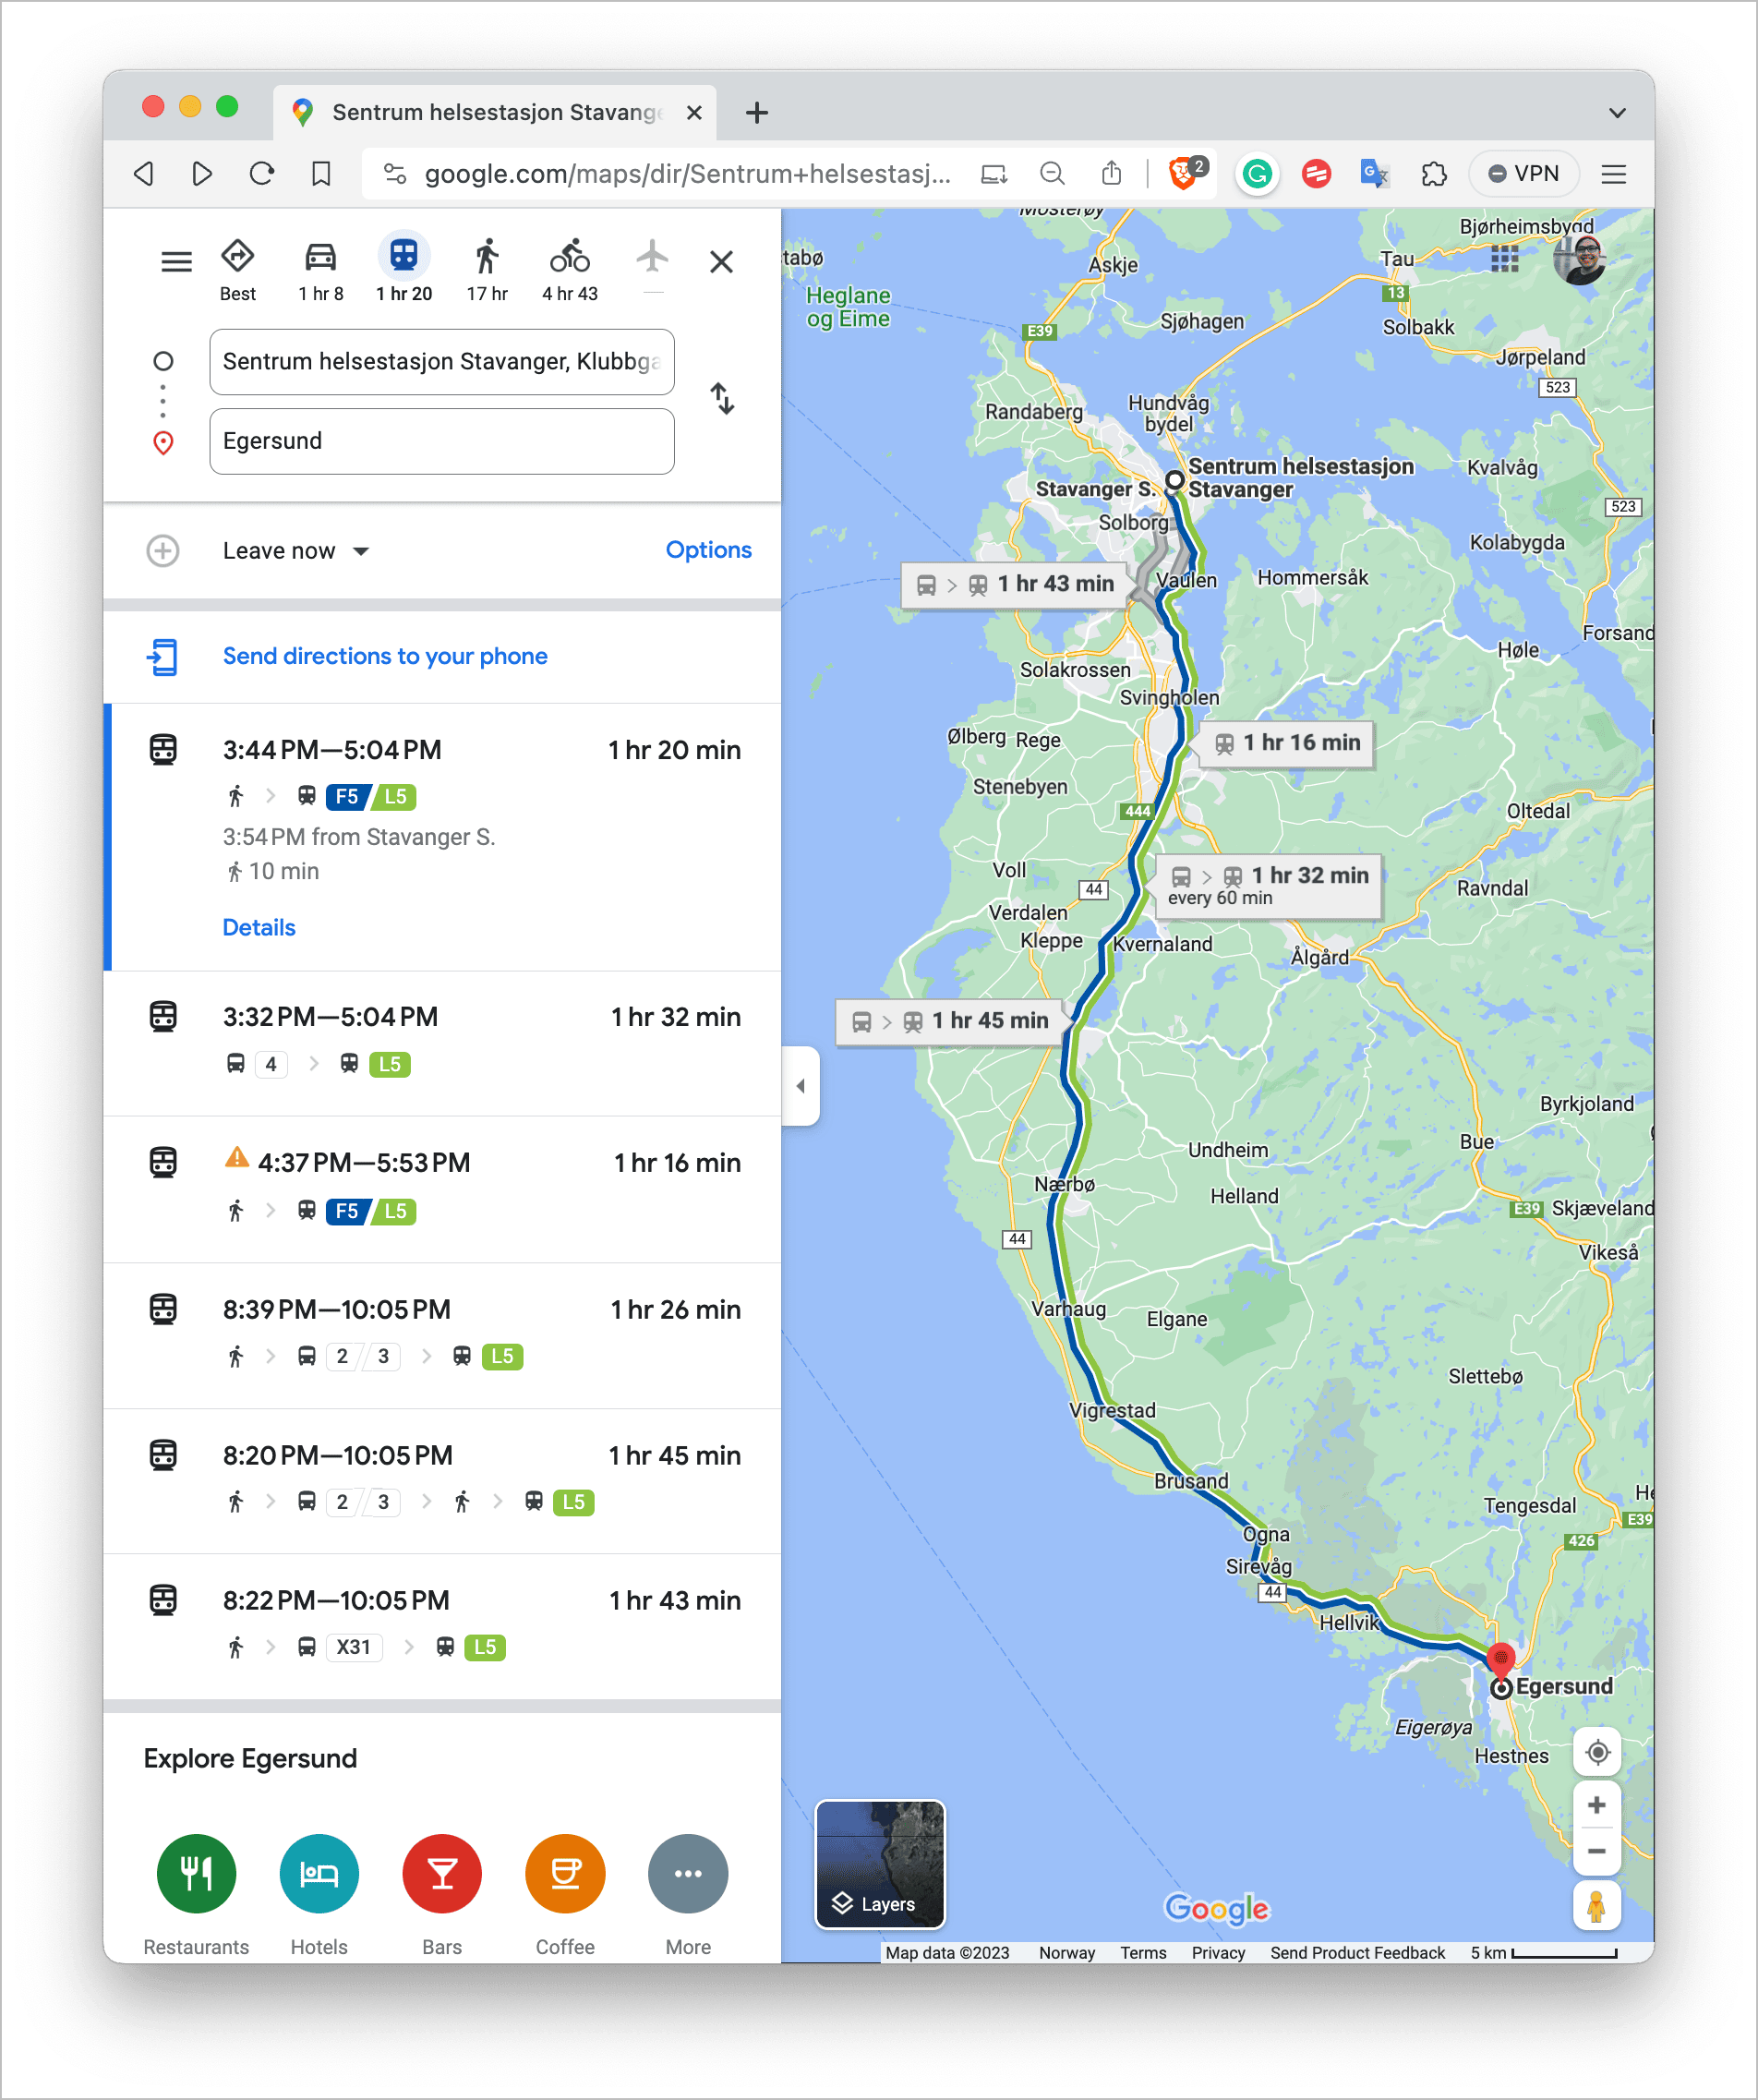 Sentrum helsestasjon Stavange
google.com/maps/dir/Sentrum+helsestasj...
2
VPN
Best
1 hr 8
1 hr 20
17 hr
4 hr 43
Sentrum helsestasjon Stavanger, Klubbga
Egersund
Leave now
Options
Send directions to your phone
3:44 PM—5:04 PM
1 hr 20 min
F5 L5
3:54 PM from Stavanger S.
10 min
Details
3:32 PM—5:04 PM
1 hr 32 min
4
L5
4:37 PM—5:53 PM
1 hr 16 min
F5 L5
8:39 PM—10:05 PM
1 hr 26 min
2 3
L5
8:20 PM—10:05 PM
1 hr 45 min
2 3
L5
8:22 PM—10:05 PM
1 hr 43 min
X31
L5
Explore Egersund
Restaurants
Hotels
Bars
Coffee
More
Mosterøy
Bjørheimsbygd
tabø
Askje
Tau
Heglane
og Eime
13
E39
Sjøhagen
Solbakk
Jørpeland
523
Randaberg
Hundvåg
bydel
Sentrum helsestasjon
Stavanger
Kvalvåg
Stavanger S.
523
Solborg
Kolabygda
1 hr 43 min
Vaulen
Hommersåk
Forsand
Høle
Solakrossen
Svingholen
Ølberg
Rege
1 hr 16 min
Stenebyen
444
Oltedal
Voll
44
1 hr 32 min
every 60 min
Ravndal
Verdalen
Kleppe
Kvernaland
Ålgård
1 hr 45 min
Byrkjoland
Undheim
Bue
Nærbø
Helland
E39
Skjæveland
44
Vikeså
Varhaug
Elgane
Slettebø
Vigrestad
Brusand
Tengesdal
He
E39
Ogna
426
Sirevåg
44
Hellvik
Egersund
Eigerøya
Hestnes
Layers
Google
Map data ©2023
Norway
Terms
Privacy
Send Product Feedback
5 km